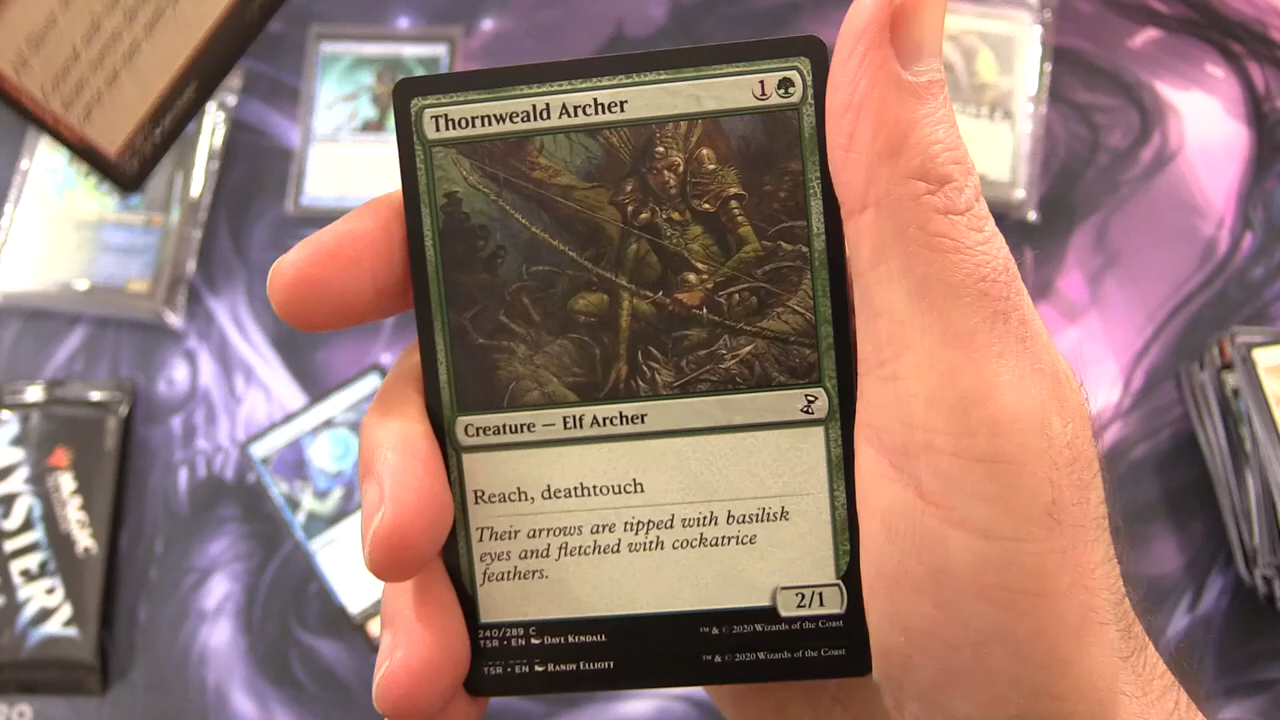 Thornweald Archer 1
Creature — Elf Archer
Reach, deathtouch
Their arrows are tipped with basilisk
eyes and fletched with cockatrice
feathers.
2/1
240/289 C
TSR • EN DAVE KENDALL
™ & © 2020 Wizards of the Coast
TSR • EN RANDY ELLIOTT
™ & © 2020 Wizards of the Coast
MAGIC
MYSTERY